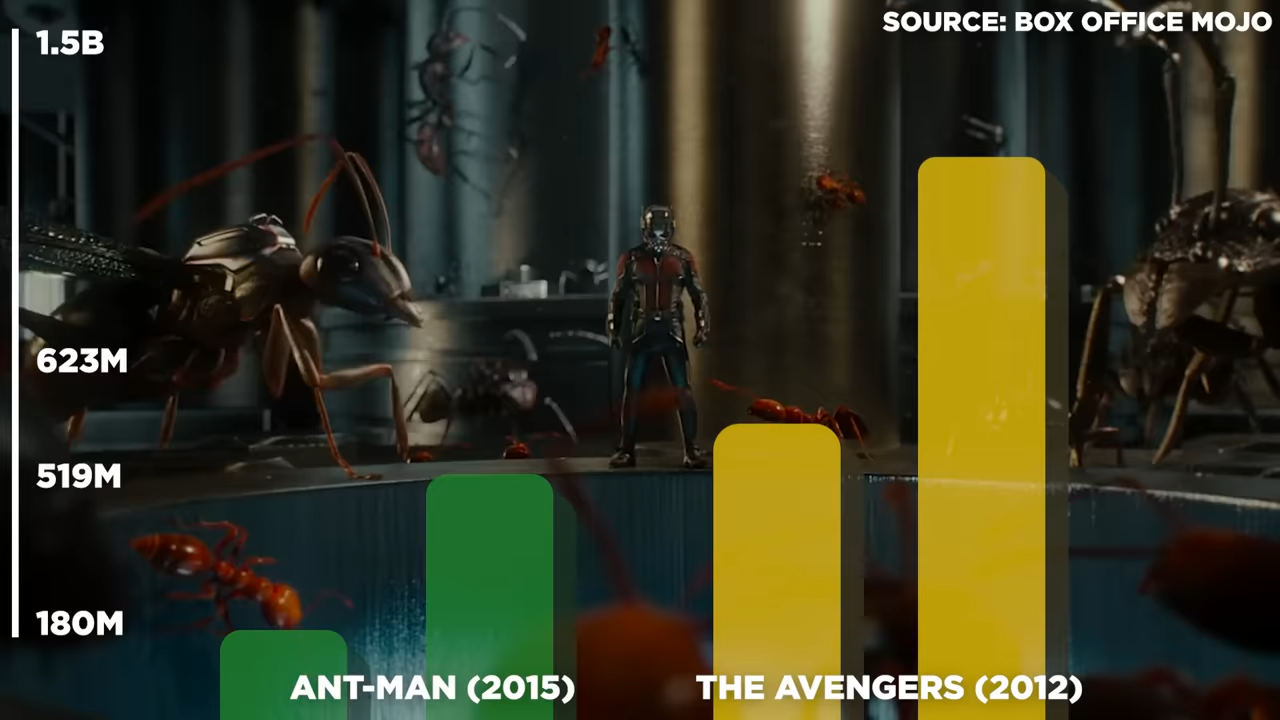 SOURCE: BOX OFFICE MOJO
1.5B
623M
519M
180M
ANT-MAN (2015)
THE AVENGERS (2012)